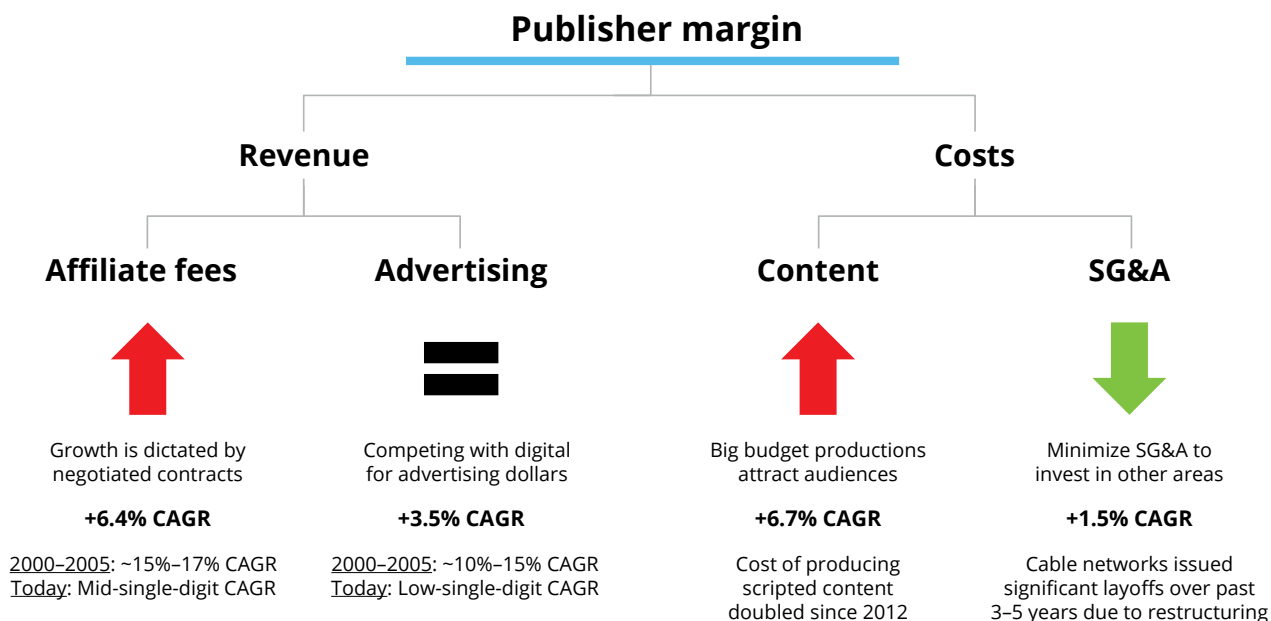 Publisher margin
Revenue
Costs
Affiliate fees
Advertising
Content
SG&A
Growth is dictated by
negotiated contracts
+6.4% CAGR
2000–2005: ~15%–17% CAGR
Today: Mid-single-digit CAGR
Competing with digital
for advertising dollars
+3.5% CAGR
2000–2005: ~10%–15% CAGR
Today: Low-single-digit CAGR
Big budget productions
attract audiences
+6.7% CAGR
Cost of producing
scripted content
doubled since 2012
Minimize SG&A to
invest in other areas
+1.5% CAGR
Cable networks issued
significant layoffs over past
3–5 years due to restructuring